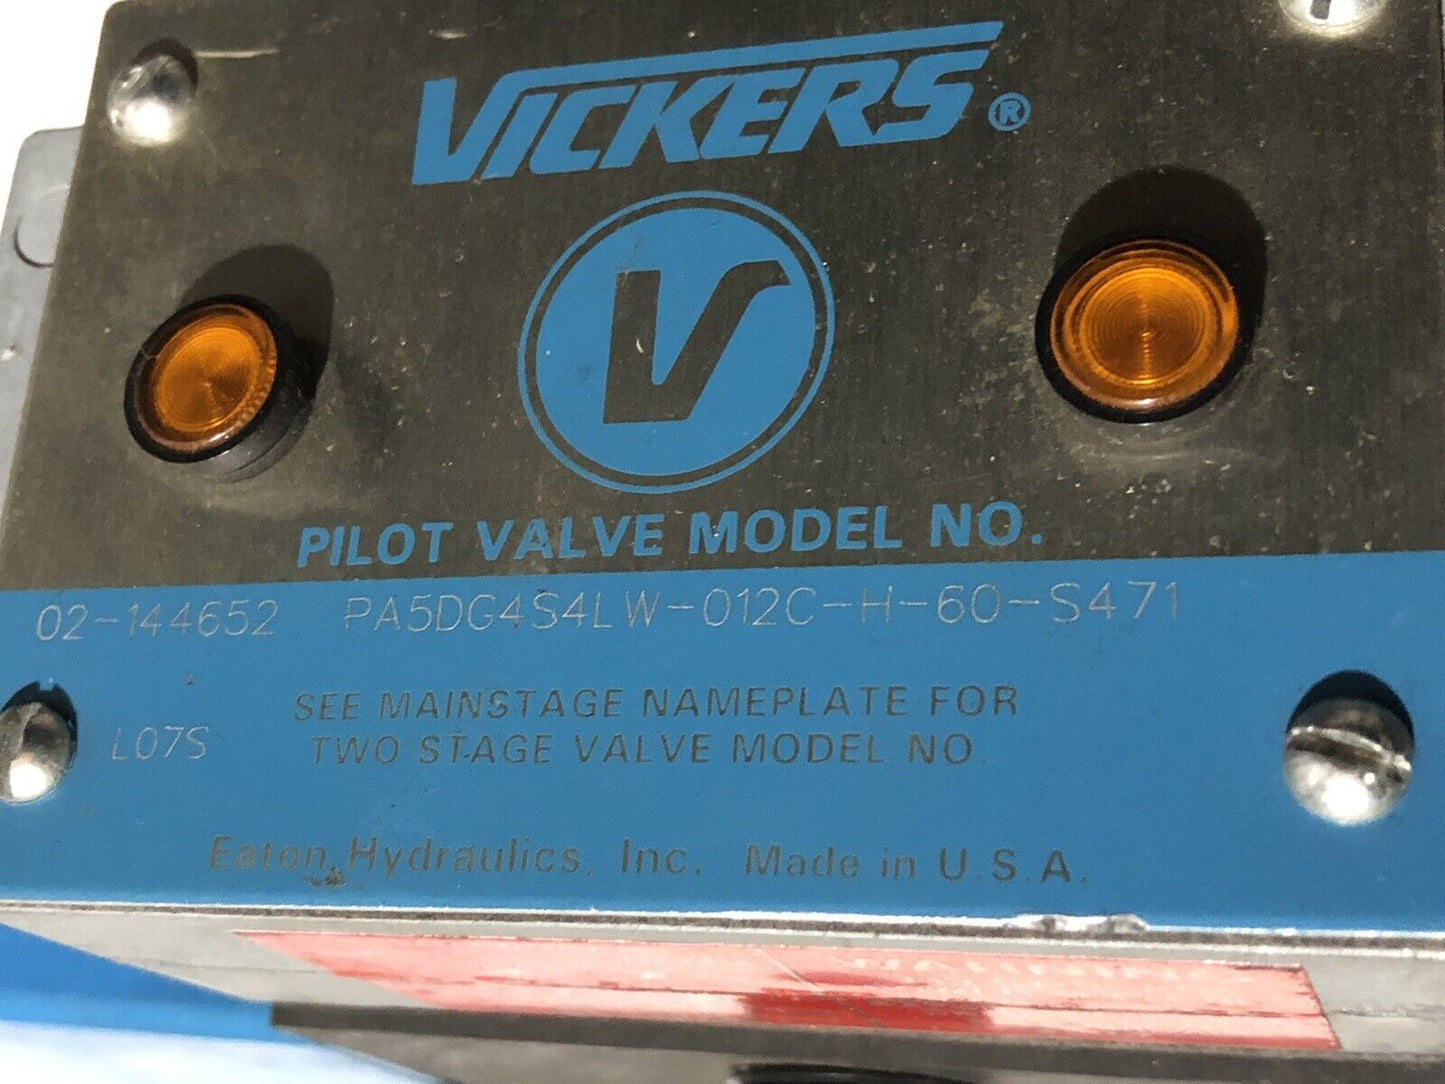 VICKERS®
V
PILOT VALVE MODEL NO.
02-144652 PA5DG4S4LW-012C-H-60-S471
SEE MAINSTAGE NAMEPLATE FOR
L07S TWO STAGE VALVE MODEL NO.
Eaton Hydraulics, Inc. Made in U.S.A.